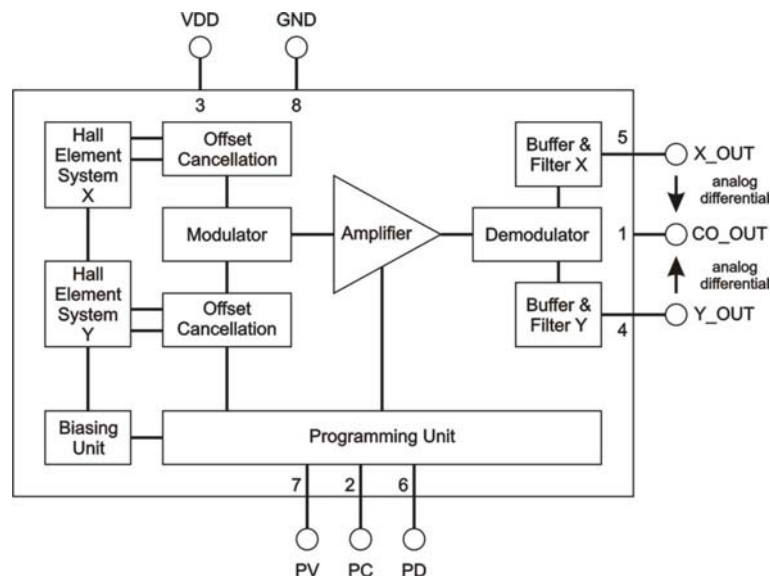 VDD
GND
3
8
Hall
Element
System
X
Offset
Cancellation
Buffer &
Filter X
5
X_OUT
analog
differential
Modulator
Amplifier
Demodulator
1
CO_OUT
analog
differential
Hall
Element
System
Y
Offset
Cancellation
Buffer &
Filter Y
4
Y_OUT
Biasing
Unit
Programming Unit
7
2
6
PV
PC
PD